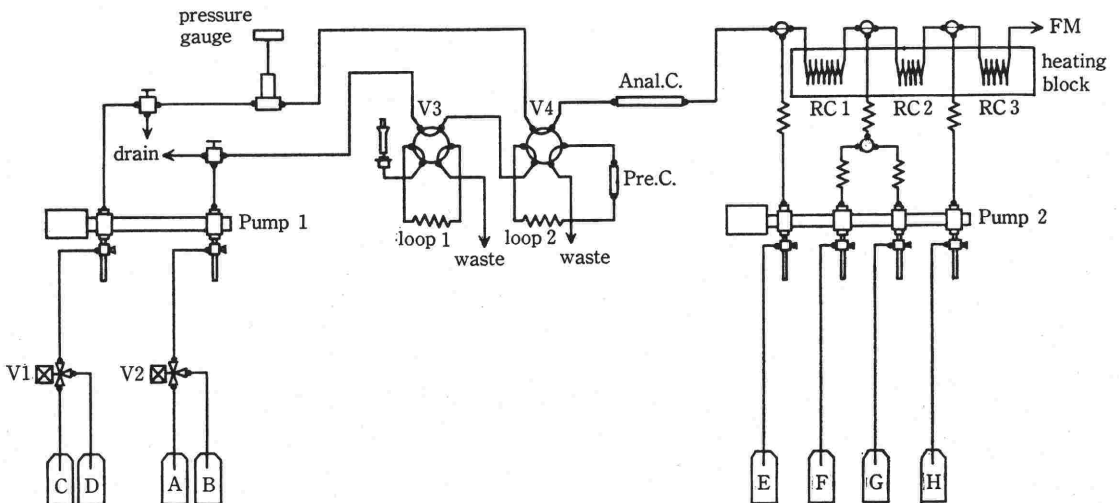 pressure
gauge
FM
heating
block
Anal.C.
RC 1
RC 2
RC 3
V3
V4
drain
Pre.C.
Pump 1
loop 1
waste
loop 2
waste
Pump 2
V1
V2
C
D
A
B
E
F
G
H